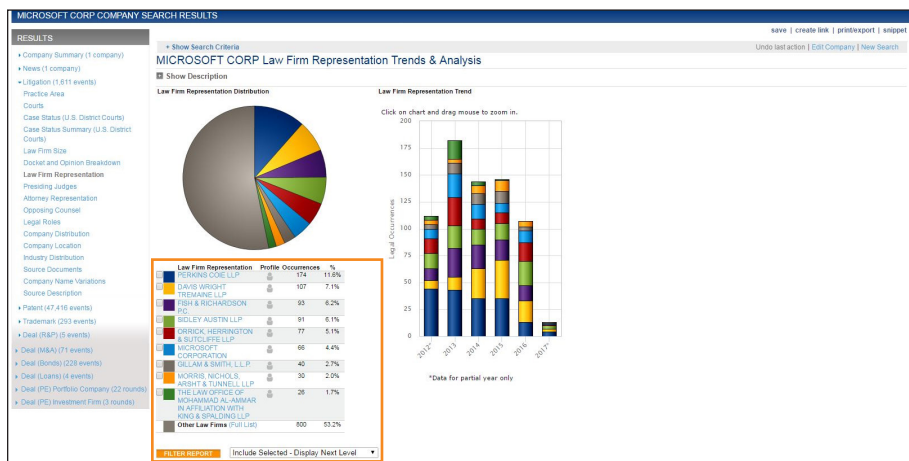 MICROSOFT CORP COMPANY SEARCH RESULTS
save | create link | print/export | snippet
RESULTS
+ Show Search Criteria
Undo last action | Edit Company | New Search
Company Summary (1 company)
News (1 company)
Litigation (1,611 events)
Practice Area
Courts
Case Status (U.S. District Courts)
Case Status Summary (U.S. District
Courts)
Law Firm Size
Docket and Opinion Breakdown
Law Firm Representation
Presiding Judges
Attorney Representation
Opposing Counsel
Legal Roles
Company Distribution
Company Location
Industry Distribution
Source Documents
Company Name Variations
Source Description
Patent (47,416 events)
Trademark (293 events)
Deal (R&P) (5 events)
Deal (M&A) (71 events)
Deal (Bonds) (228 events)
Deal (Loans) (4 events)
Deal (PE) Portfolio Company (22 rounds)
Deal (PE) Investment Firm (3 rounds)
MICROSOFT CORP Law Firm Representation Trends & Analysis
Show Description
Law Firm Representation Distribution
Law Firm Representation Trend
Click on chart and drag mouse to zoom in.
200
175
150
125
100
75
50
25
0
Legal Occurrences
2012* 2013 2014 2015 2016 2017*
*Data for partial year only
Law Firm Representation Profile Occurrences %
PERKINS COIE LLP 174 11.6%
DAVIS WRIGHT 107 7.1%
TREMAINE LLP
FISH & RICHARDSON 93 6.2%
P.C.
SIDLEY AUSTIN LLP 91 6.1%
ORRICK, HERRINGTON 77 5.1%
& SUTCLIFFE LLP
MICROSOFT 66 4.4%
CORPORATION
GILLAM & SMITH, L.L.P. 40 2.7%
MORRIS, NICHOLS, 30 2.0%
ARSHT & TUNNELL LLP
THE LAW OFFICE OF 26 1.7%
MOHAMMAD AL-AMMAR
IN AFFILIATION WITH
KING & SPALDING LLP
Other Law Firms (Full List) 800 53.2%
FILTER REPORT
Include Selected - Display Next Level